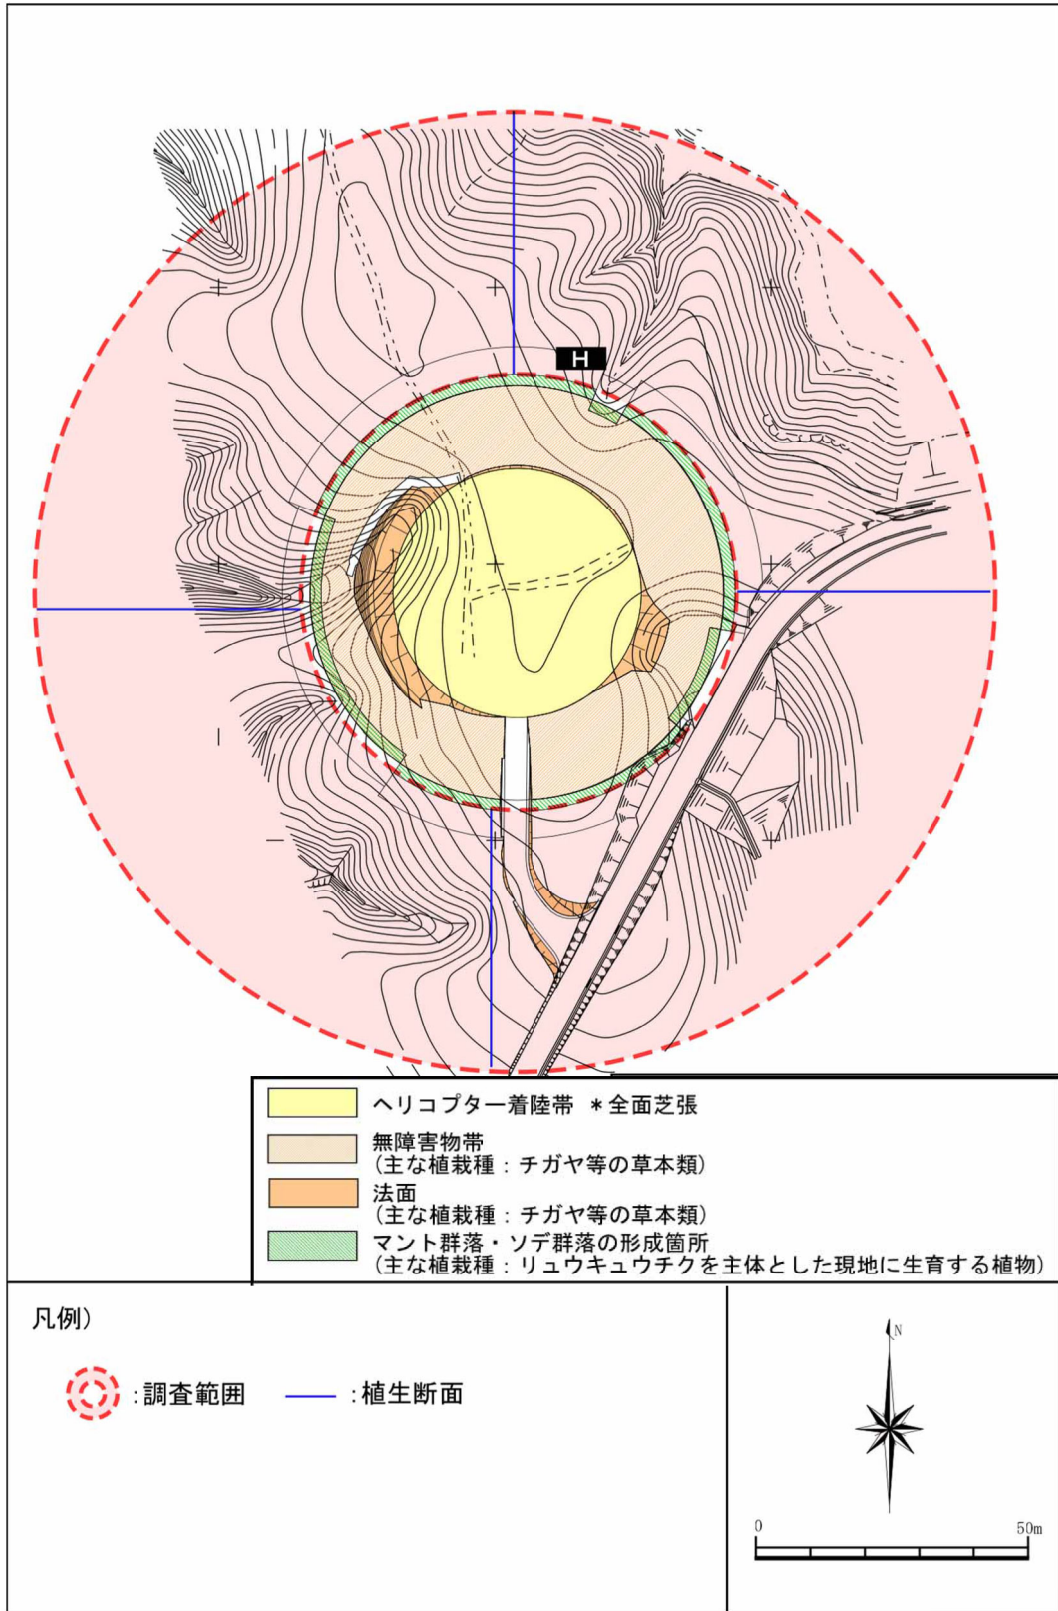 H
ヘリコプター着陸帯 *全面芝張
無障害物帯
(主な植栽種：チガヤ等の草本類)
法面
(主な植栽種：チガヤ等の草本類)
マント群落・ソデ群落の形成箇所
(主な植栽種：リュウキュウチクを主体とした現地に生育する植物)
凡例)
:調査範囲
:植生断面
N
0 50m